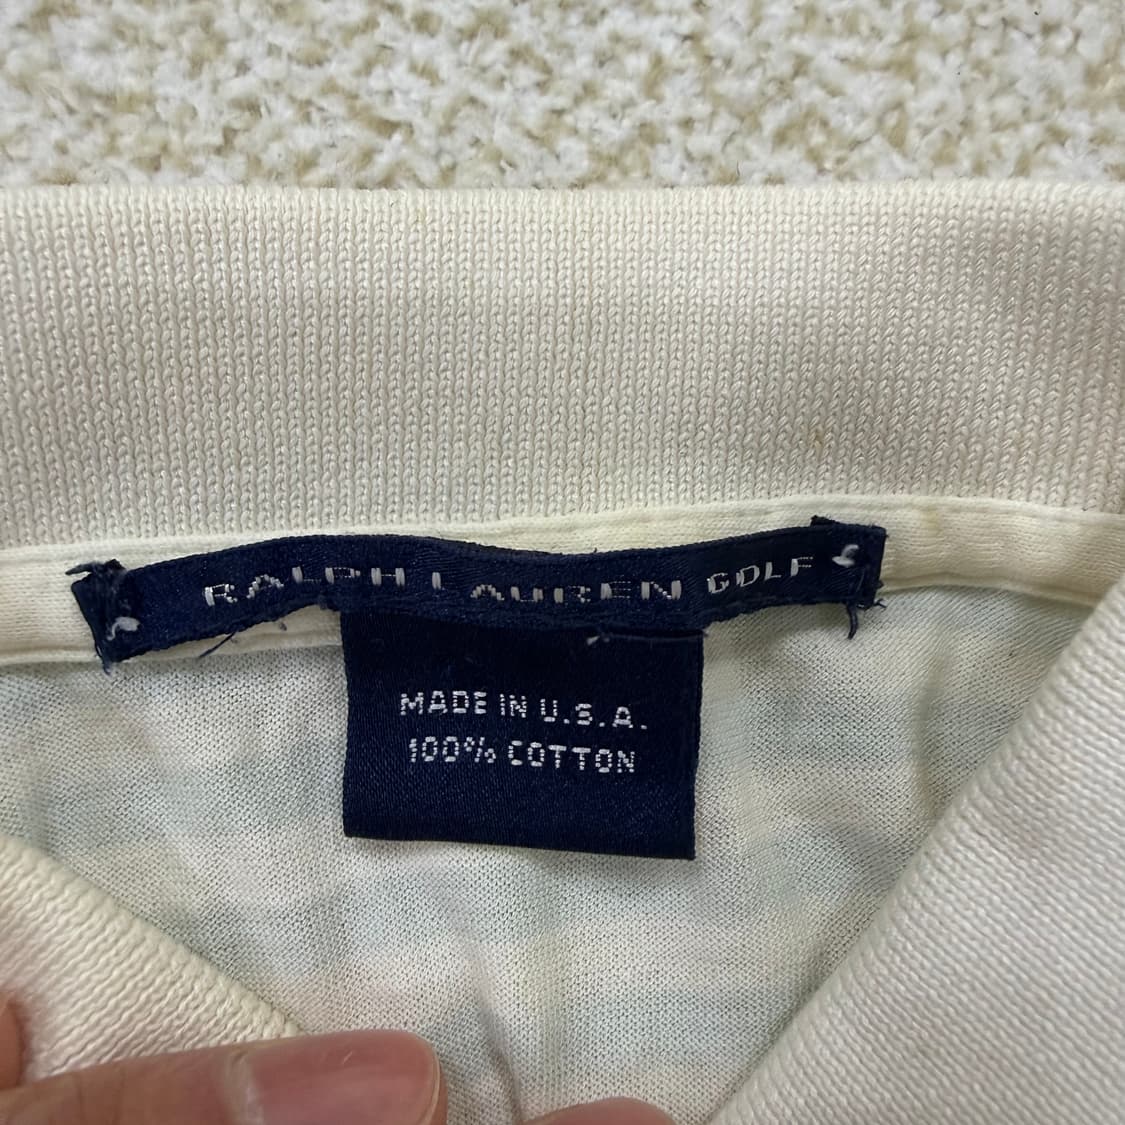 RALPH LAUREN GOLF
MADE IN U.S.A.
100% COTTON